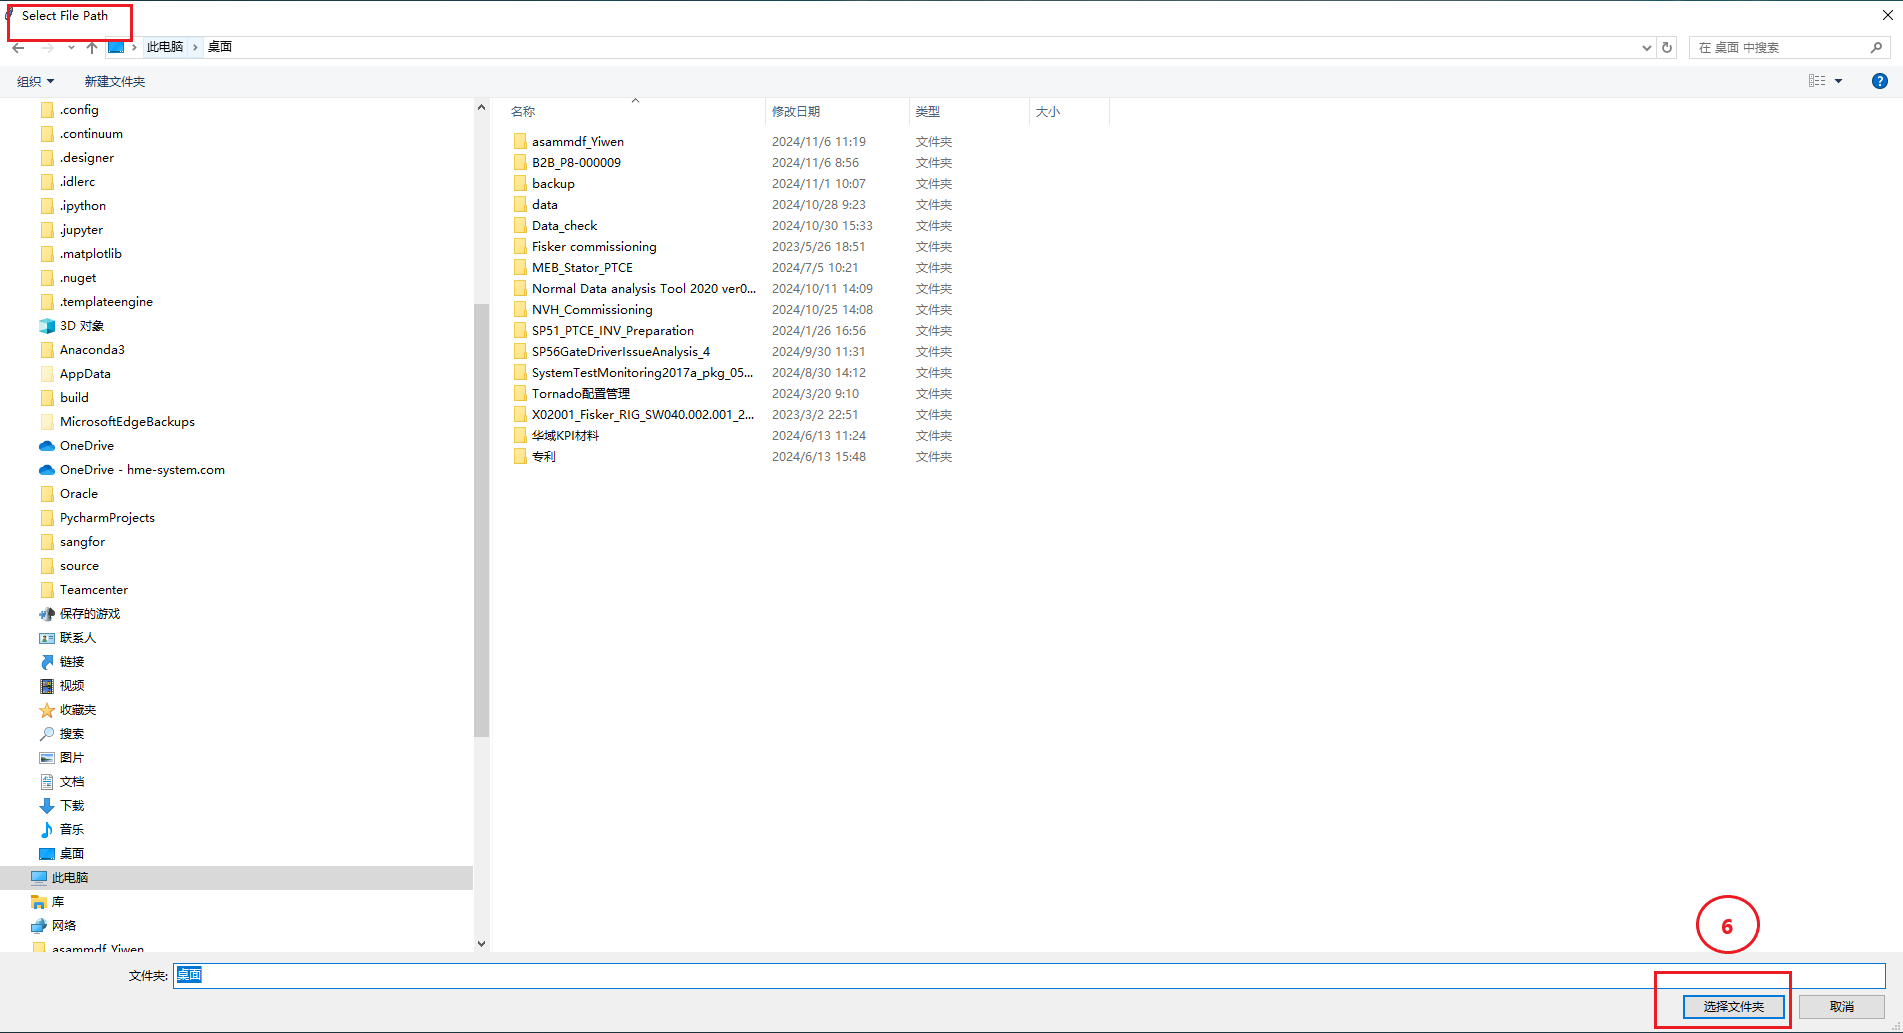 Select File Path
此电脑 桌面
在 桌面 中搜索
组织 新建文件夹
.config
.continuum
.designer
.idlerc
.ipython
.jupyter
.matplotlib
.nuget
.templateengine
3D 对象
Anaconda3
AppData
build
MicrosoftEdgeBackups
OneDrive
OneDrive - hme-system.com
Oracle
PycharmProjects
sangfor
source
Teamcenter
保存的游戏
联系人
链接
视频
收藏夹
搜索
图片
文档
下载
音乐
桌面
此电脑
库
网络
asammdf_Yiwen
名称 修改日期 类型 大小
asammdf_Yiwen 2024/11/6 11:19 文件夹
B2B_P8-000009 2024/11/6 8:56 文件夹
backup 2024/11/1 10:07 文件夹
data 2024/10/28 9:23 文件夹
Data_check 2024/10/30 15:33 文件夹
Fisker commissioning 2023/5/26 18:51 文件夹
MEB_Stator_PTCE 2024/7/5 10:21 文件夹
Normal Data analysis Tool 2020 ver0... 2024/10/11 14:09 文件夹
NVH_Commissioning 2024/10/25 14:08 文件夹
SP51_PTCE_INV_Preparation 2024/1/26 16:56 文件夹
SP56GateDriverIssueAnalysis_4 2024/9/30 11:31 文件夹
SystemTestMonitoring2017a_pkg_05... 2024/8/30 14:12 文件夹
Tornado配置管理 2024/3/20 9:10 文件夹
X02001_Fisker_RIG_SW040.002.001_2... 2023/3/2 22:51 文件夹
华域KPI材料 2024/6/13 11:24 文件夹
专利 2024/6/13 15:48 文件夹
6
文件夹: 桌面
选择文件夹 取消